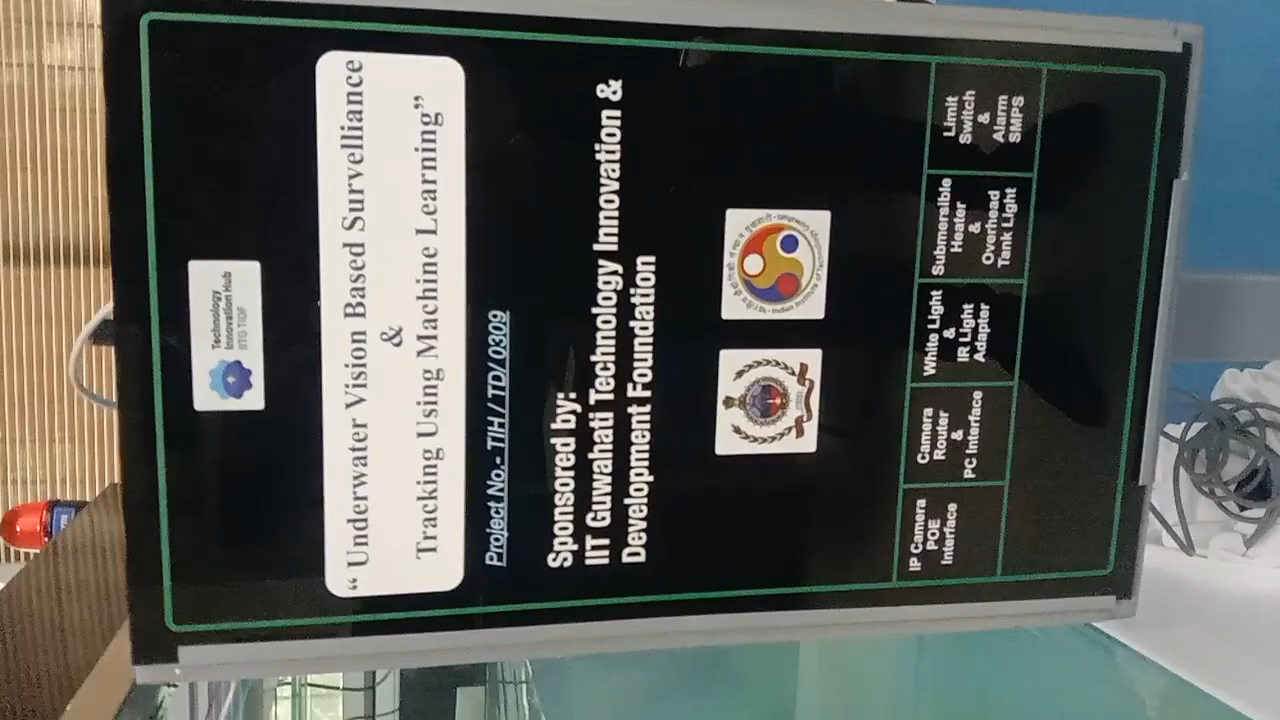 Technology
Innovation Hub
IITG TIDF
“ Underwater Vision Based Survelliance
&
Tracking Using Machine Learning”
Project No.- TIH / TD/ 0309
Sponsored by:
IIT Guwahati Technology Innovation &
Development Foundation
IP Camera
POE
Interface
Camera
Router
&
PC Interface
White Light
&
IR Light
Adapter
Submersible
Heater
&
Overhead
Tank Light
Limit
Switch
&
Alarm
SMPS